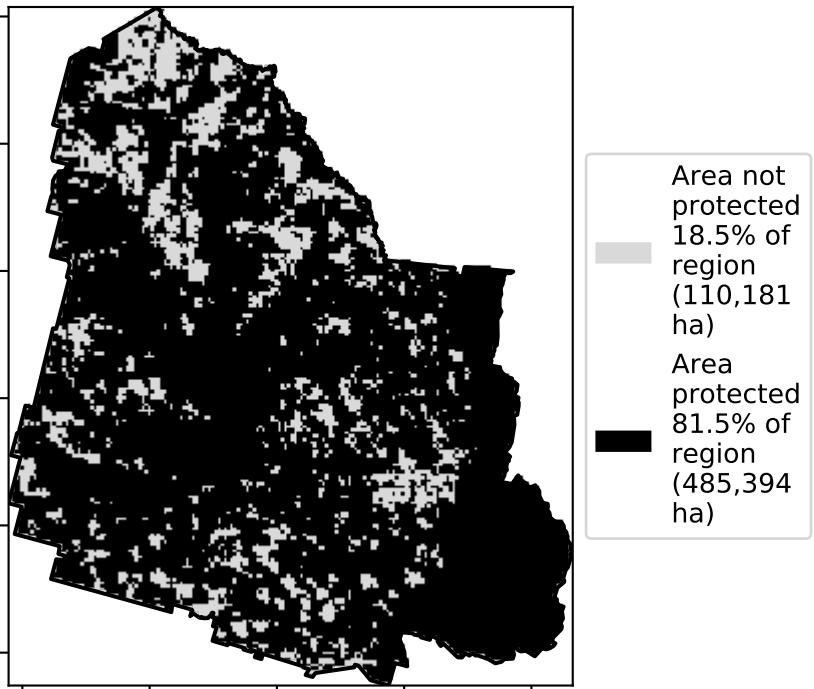 Area not
protected
18.5% of
region
(110,181
ha)
Area
protected
81.5% of
region
(485,394
ha)